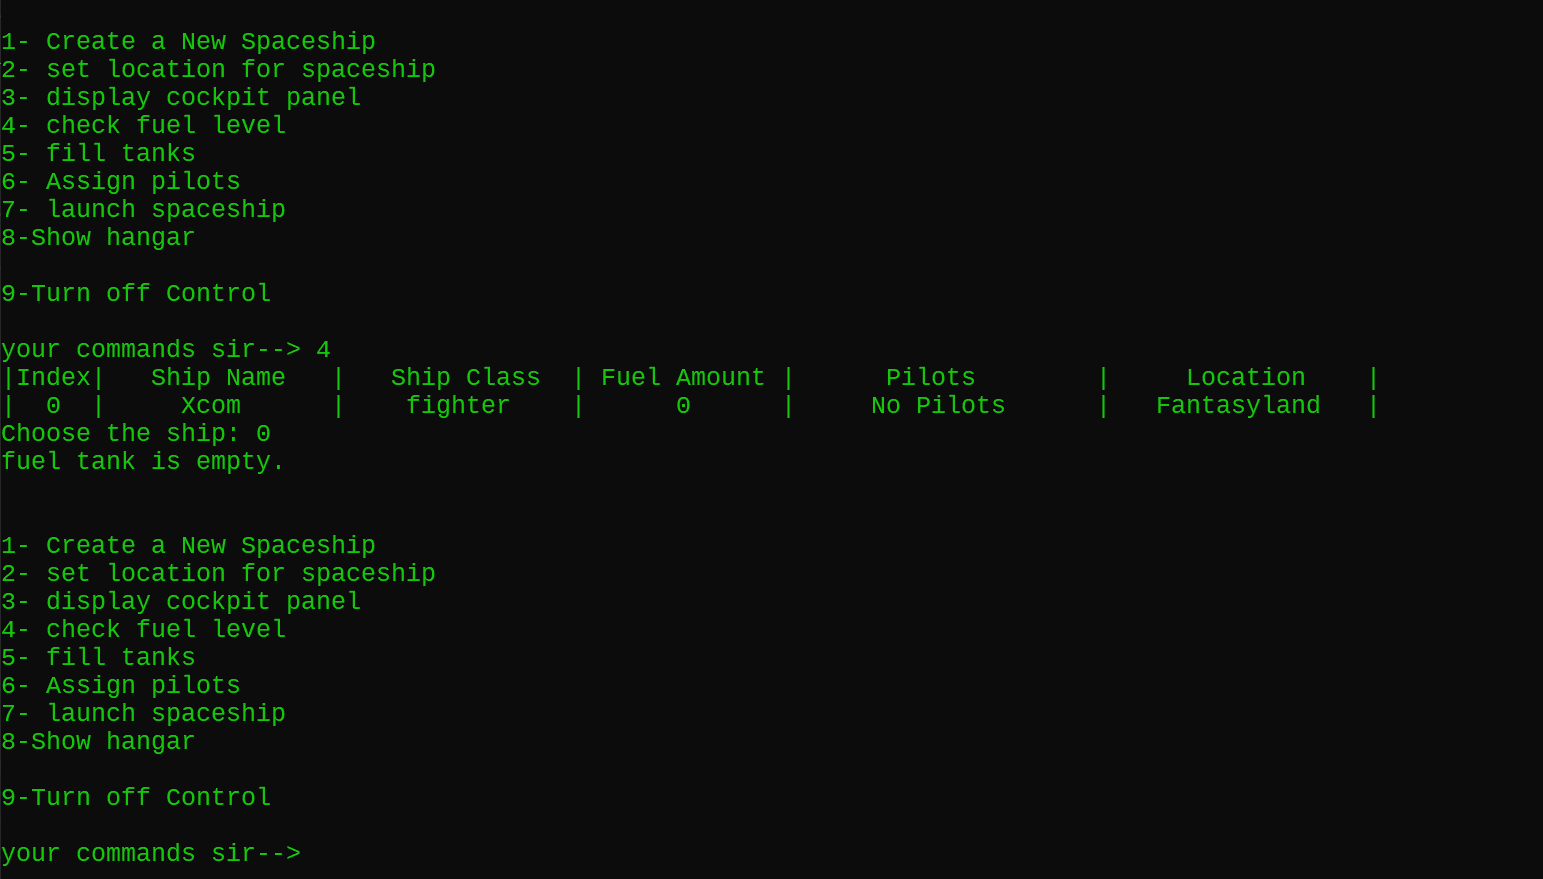 1- Create a New Spaceship
2- set location for spaceship
3- display cockpit panel
4- check fuel level
5- fill tanks
6- Assign pilots
7- launch spaceship
8-Show hangar
9-Turn off Control
your commands sir--> 4
|Index|   Ship Name   |   Ship Class  | Fuel Amount |      Pilots        |     Location    |
|  0  |     Xcom      |    fighter    |      0      |     No Pilots      |   Fantasyland   |
Choose the ship: 0
fuel tank is empty.
1- Create a New Spaceship
2- set location for spaceship
3- display cockpit panel
4- check fuel level
5- fill tanks
6- Assign pilots
7- launch spaceship
8-Show hangar
9-Turn off Control
your commands sir-->